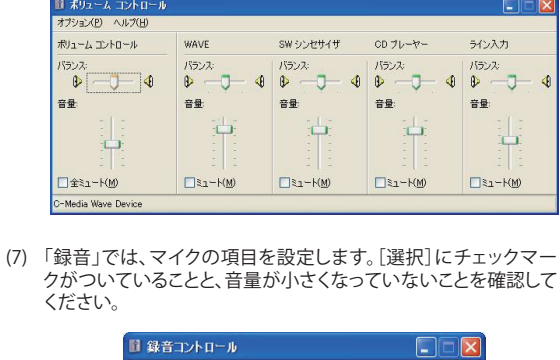 ボリューム コントロール
オプション(P) ヘルプ(H)
ボリューム コントロール WAVE SW シンセサイザ CD プレーヤー ライン入力
バランス: バランス: バランス: バランス: バランス:
音量: 音量: 音量: 音量: 音量:
全ミュート(M) ミュート(M) ミュート(M) ミュート(M) ミュート(M)
C-Media Wave Device
(7) 「録音」では、マイクの項目を設定します。[選択]にチェックマー
クがついていることと、音量が小さくなっていないことを確認して
ください。
録音コントロール